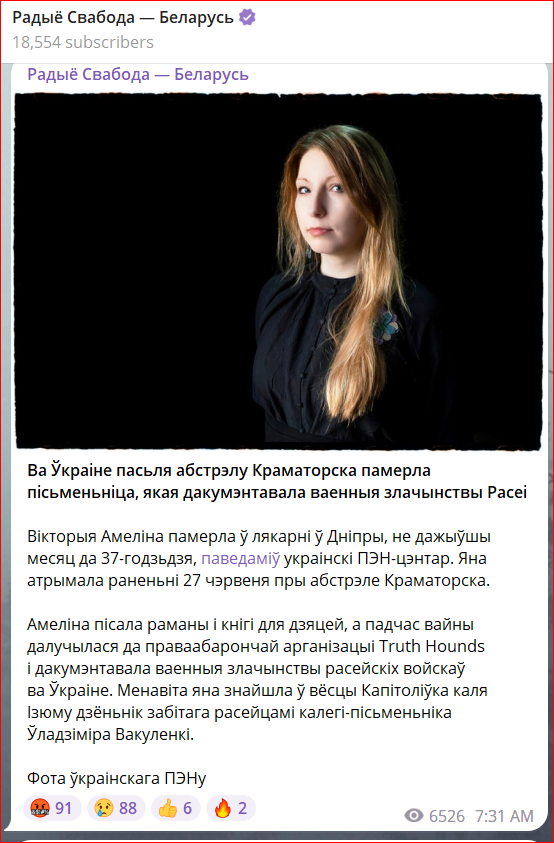 Радыё Свабода — Беларусь
18,554 subscribers
Радыё Свабода — Беларусь
Ва Ўкраіне пасьля абстрэлу Краматорска памерла
пісьменьніца, якая дакумэнтавала ваенныя злачынствы Расеі
Вікторыя Амеліна памерла ў лякарні ў Дніпры, не дажыўшы
месяц да 37-годзьдзя, паведаміў украінскі ПЭН-цэнтар. Яна
атрымала раненьні 27 чэрвеня пры абстрэле Краматорска.
Амеліна пісала раманы і кнігі для дзяцей, а падчас вайны
далучылася да праваабарончай арганізацыі Truth Hounds
і дакумэнтавала ваенныя злачынствы расейскіх войскаў
ва Ўкраіне. Менавіта яна знайшла ў вёсцы Капітоліўка каля
Ізюму дзёньнік забітага расейцамі калегі-пісьменьніка
Ўладзіміра Вакуленкі.
Фота ўкраінскага ПЭНу
91 88 6 2
6526 7:31 AM